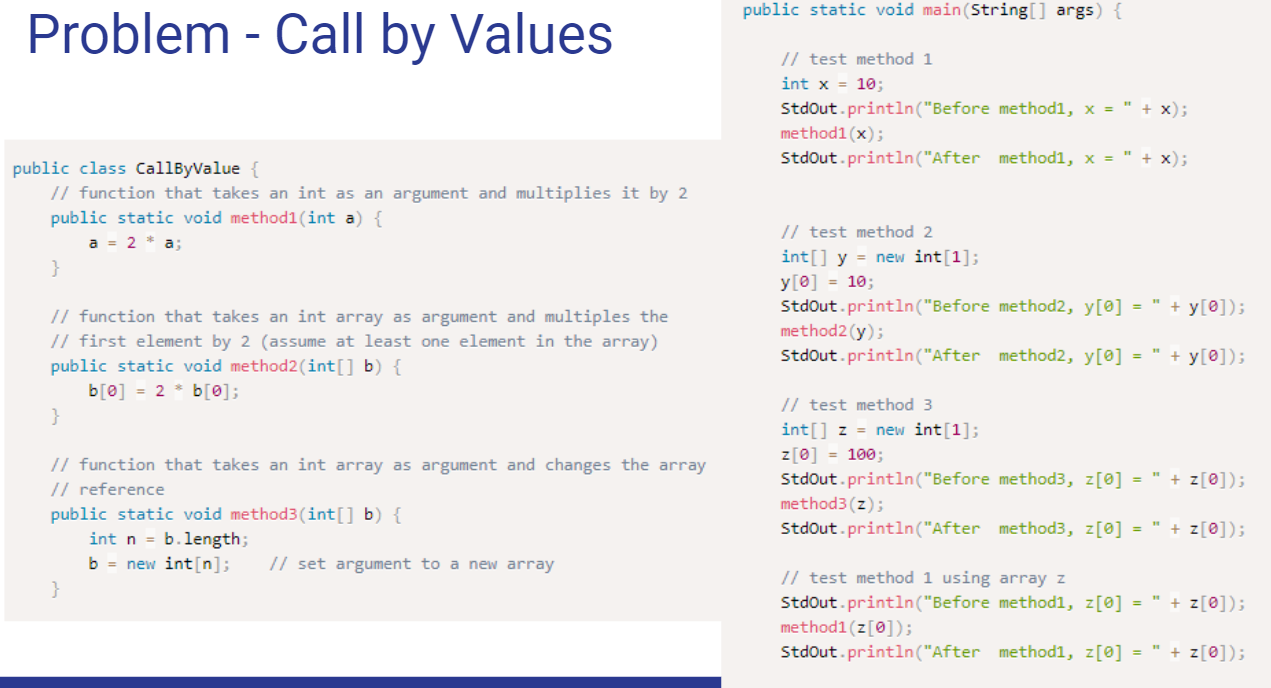 Problem - Call by Values
public class CallByValue {
    // function that takes an int as an argument and multiplies it by 2
    public static void method1(int a) {
        a = 2 * a;
    }

    // function that takes an int array as argument and multiples the
    // first element by 2 (assume at least one element in the array)
    public static void method2(int[] b) {
        b[0] = 2 * b[0];
    }

    // function that takes an int array as argument and changes the array
    // reference
    public static void method3(int[] b) {
        int n = b.length;
        b = new int[n];    // set argument to a new array
    }
public static void main(String[] args) {

    // test method 1
    int x = 10;
    StdOut.println("Before method1, x = " + x);
    method1(x);
    StdOut.println("After  method1, x = " + x);


    // test method 2
    int[] y = new int[1];
    y[0] = 10;
    StdOut.println("Before method2, y[0] = " + y[0]);
    method2(y);
    StdOut.println("After  method2, y[0] = " + y[0]);

    // test method 3
    int[] z = new int[1];
    z[0] = 100;
    StdOut.println("Before method3, z[0] = " + z[0]);
    method3(z);
    StdOut.println("After  method3, z[0] = " + z[0]);

    // test method 1 using array z
    StdOut.println("Before method1, z[0] = " + z[0]);
    method1(z[0]);
    StdOut.println("After  method1, z[0] = " + z[0]);